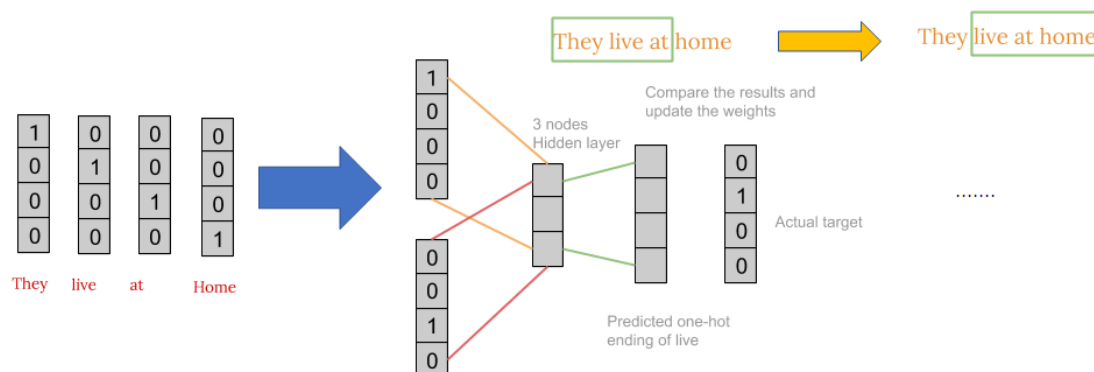 They live at home
They live at home
Compare the results and
update the weights
3 nodes
Hidden layer
1
0
0
0
0
1
0
0
0
0
1
0
0
0
0
1
They
live
at
Home
1
0
0
0
0
0
1
0
0
1
0
0
Actual target
.......
Predicted one-hot
ending of live